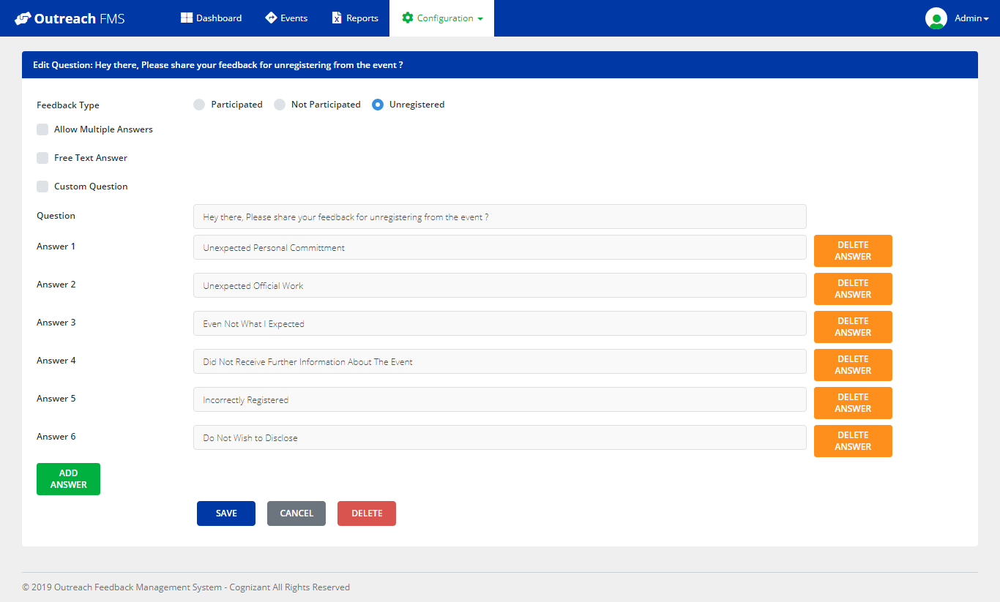 Outreach FMS
Dashboard
Events
Reports
Configuration
Admin
Edit Question: Hey there, Please share your feedback for unregistering from the event ?
Feedback Type
Participated
Not Participated
Unregistered
Allow Multiple Answers
Free Text Answer
Custom Question
Question
Hey there, Please share your feedback for unregistering from the event ?
Answer 1
Unexpected Personal Committment
DELETE
ANSWER
Answer 2
Unexpected Official Work
DELETE
ANSWER
Answer 3
Even Not What I Expected
DELETE
ANSWER
Answer 4
Did Not Receive Further Information About The Event
DELETE
ANSWER
Answer 5
Incorrectly Registered
DELETE
ANSWER
Answer 6
Do Not Wish to Disclose
DELETE
ANSWER
ADD
ANSWER
SAVE
CANCEL
DELETE
© 2019 Outreach Feedback Management System - Cognizant All Rights Reserved